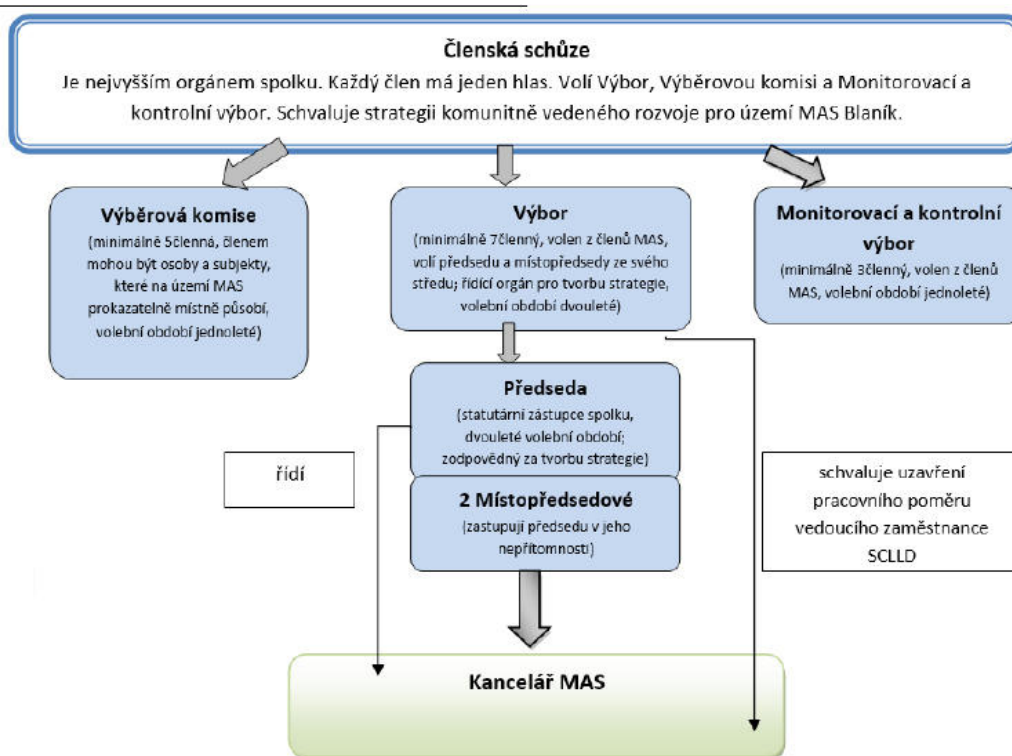 Členská schůze
Je nejvyšším orgánem spolku. Každý člen má jeden hlas. Volí Výbor, Výběrovou komisi a Monitorovací a
kontrolní výbor. Schvaluje strategii komunitně vedeného rozvoje pro území MAS Blaník.
Výběrová komise
(minimálně 5členná, členem
mohou být osoby a subjekty,
které na území MAS
prokazatelně místně působí,
volební období jednoleté)
Výbor
(minimálně 7členný, volen z členů MAS,
volí předsedu a místopředsedy ze svého
středu; řídící orgán pro tvorbu strategie,
volební období dvouleté)
Monitorovací a kontrolní
výbor
(minimálně 3členný, volen z členů
MAS, volební období jednoleté)
Předseda
(statutární zástupce spolku,
dvouleté volební období;
zodpovědný za tvorbu strategie)
řídí
2 Místopředsedové
(zastupují předsedu v jeho
nepřítomnosti)
schvaluje uzavření
pracovního poměru
vedoucího zaměstnance
SCLLD
Kancelář MAS